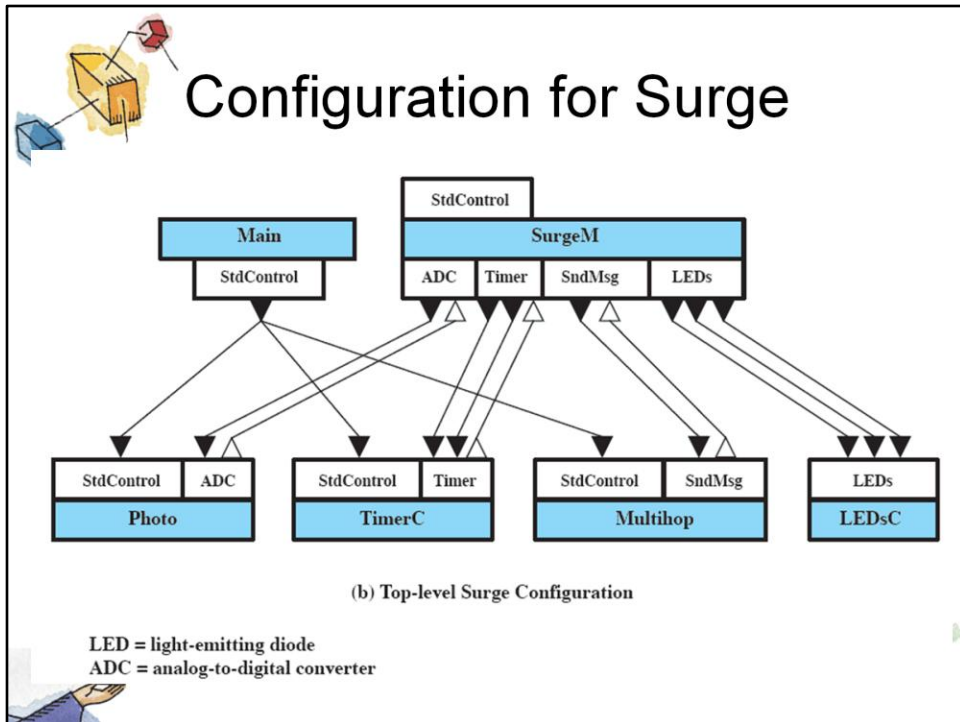 Configuration for Surge
StdControl
Main
SurgeM
StdControl
ADC
Timer
SndMsg
LEDs
StdControl
ADC
StdControl
Timer
StdControl
SndMsg
LEDs
Photo
TimerC
Multihop
LEDsC
(b) Top-level Surge Configuration
LED = light-emitting diode
ADC = analog-to-digital converter